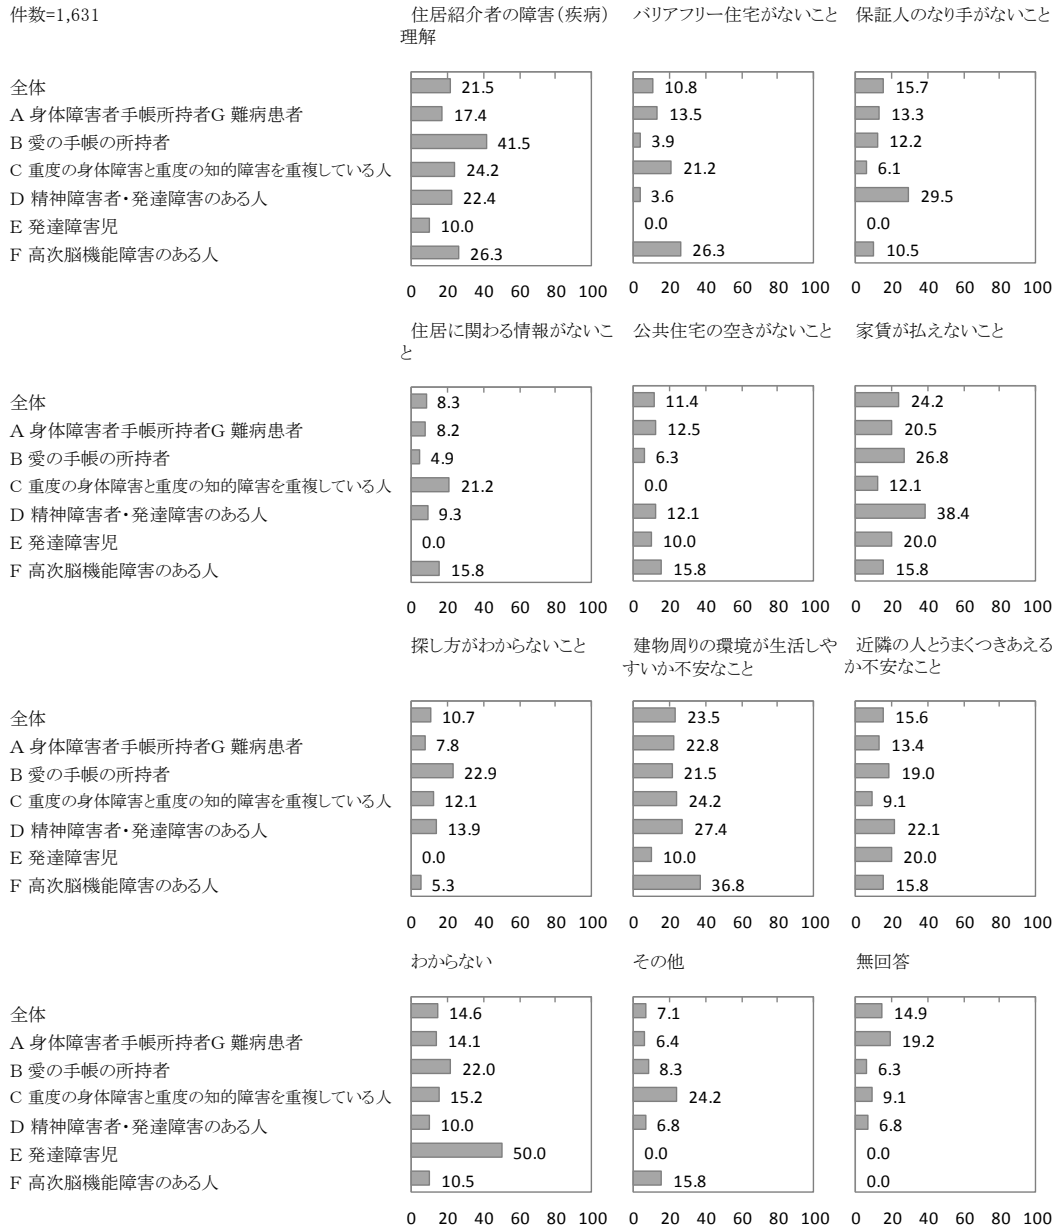 件数=1,631
住居紹介者の障害(疾病)
理解
バリアフリー住宅がないこと
保証人のなり手がないこと
全体 21.5 10.8 15.7
A 身体障害者手帳所持者G 難病患者 17.4 13.5 13.3
B 愛の手帳の所持者 41.5 3.9 12.2
C 重度の身体障害と重度の知的障害を重複している人 24.2 21.2 6.1
D 精神障害者・発達障害のある人 22.4 3.6 29.5
E 発達障害児 10.0 0.0 0.0
F 高次脳機能障害のある人 26.3 26.3 10.5
0 20 40 60 80 100 0 20 40 60 80 100 0 20 40 60 80 100
住居に関わる情報がないこ
と
公共住宅の空きがないこと
家賃が払えないこと
全体 8.3 11.4 24.2
A 身体障害者手帳所持者G 難病患者 8.2 12.5 20.5
B 愛の手帳の所持者 4.9 6.3 26.8
C 重度の身体障害と重度の知的障害を重複している人 21.2 0.0 12.1
D 精神障害者・発達障害のある人 9.3 12.1 38.4
E 発達障害児 0.0 10.0 20.0
F 高次脳機能障害のある人 15.8 15.8 15.8
0 20 40 60 80 100 0 20 40 60 80 100 0 20 40 60 80 100
探し方がわからないこと
建物周りの環境が生活しや
すいか不安なこと
近隣の人とうまくつきあえる
か不安なこと
全体 10.7 23.5 15.6
A 身体障害者手帳所持者G 難病患者 7.8 22.8 13.4
B 愛の手帳の所持者 22.9 21.5 19.0
C 重度の身体障害と重度の知的障害を重複している人 12.1 24.2 9.1
D 精神障害者・発達障害のある人 13.9 27.4 22.1
E 発達障害児 0.0 10.0 20.0
F 高次脳機能障害のある人 5.3 36.8 15.8
0 20 40 60 80 100 0 20 40 60 80 100 0 20 40 60 80 100
わからない
その他
無回答
全体 14.6 7.1 14.9
A 身体障害者手帳所持者G 難病患者 14.1 6.4 19.2
B 愛の手帳の所持者 22.0 8.3 6.3
C 重度の身体障害と重度の知的障害を重複している人 15.2 24.2 9.1
D 精神障害者・発達障害のある人 10.0 6.8 6.8
E 発達障害児 50.0 0.0 0.0
F 高次脳機能障害のある人 10.5 15.8 0.0
0 20 40 60 80 100 0 20 40 60 80 100 0 20 40 60 80 100